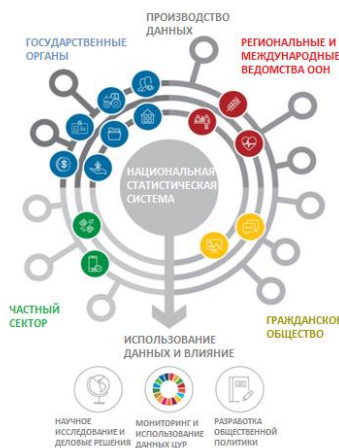 ПРОИЗВОДСТВО
ДАННЫХ
ГОСУДАРСТВЕННЫЕ
ОРГАНЫ
РЕГИОНАЛЬНЫЕ И
МЕЖДУНАРОДНЫЕ
ВЕДОМСТВА ООН
НАЦИОНАЛЬНАЯ
СТАТИСТИЧЕСКАЯ
СИСТЕМА
ЧАСТНЫЙ
СЕКТОР
ГРАЖДАНСКОЕ
ОБЩЕСТВО
ИСПОЛЬЗОВАНИЕ
ДАННЫХ И ВЛИЯНИЕ
НАУЧНОЕ
ИССЛЕДОВАНИЕ И
ДЕЛОВЫЕ РЕШЕНИЯ
МОНИТОРИНГ И
ИСПОЛЬЗОВАНИЕ
ДАННЫХ ЦУР
РАЗРАБОТКА
ОБЩЕСТВЕННОЙ
ПОЛИТИКИ